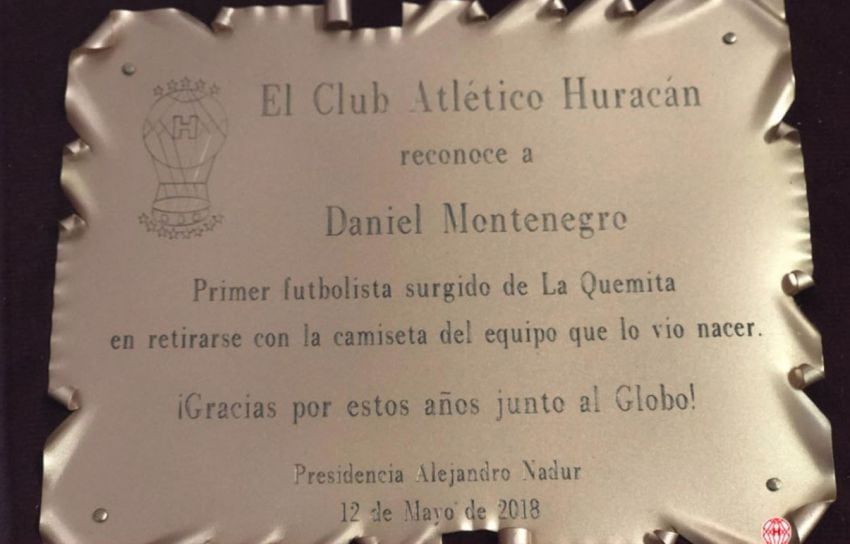 El Club Atlético Huracán
reconoce a
Daniel Montenegro
Primer futbolista surgido de La Quemita
en retirarse con la camiseta del equipo que lo vio nacer.
¡Gracias por estos años junto al Globo!
Presidencia Alejandro Nadur
12 de Mayo de 2018
H